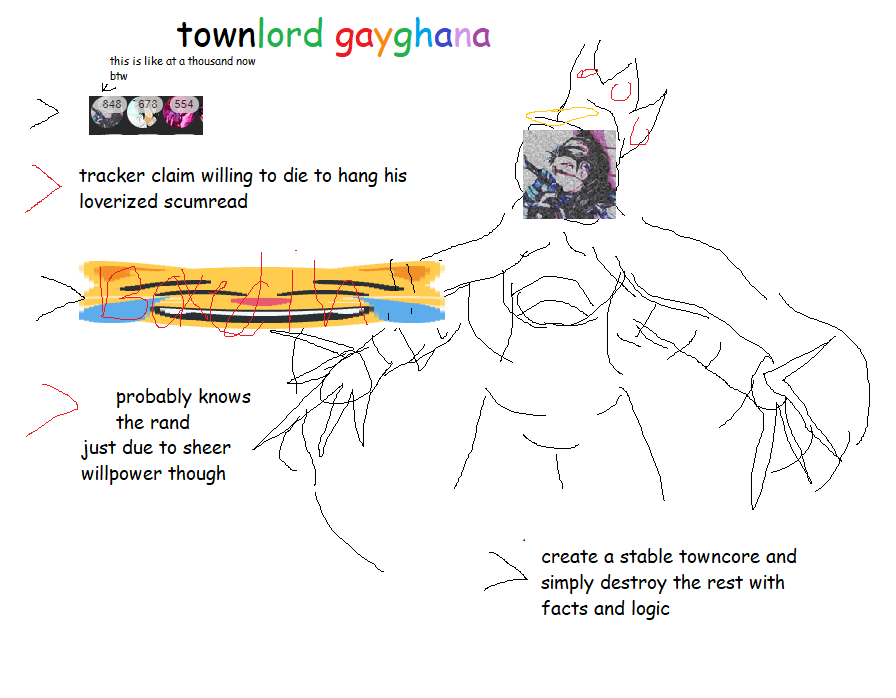 townlord gayghana
this is like at a thousand now
btw
848 678 554
tracker claim willing to die to hang his
loverized scumread
probably knows
the rand
just due to sheer
willpower though
create a stable towncore and
simply destroy the rest with
facts and logic